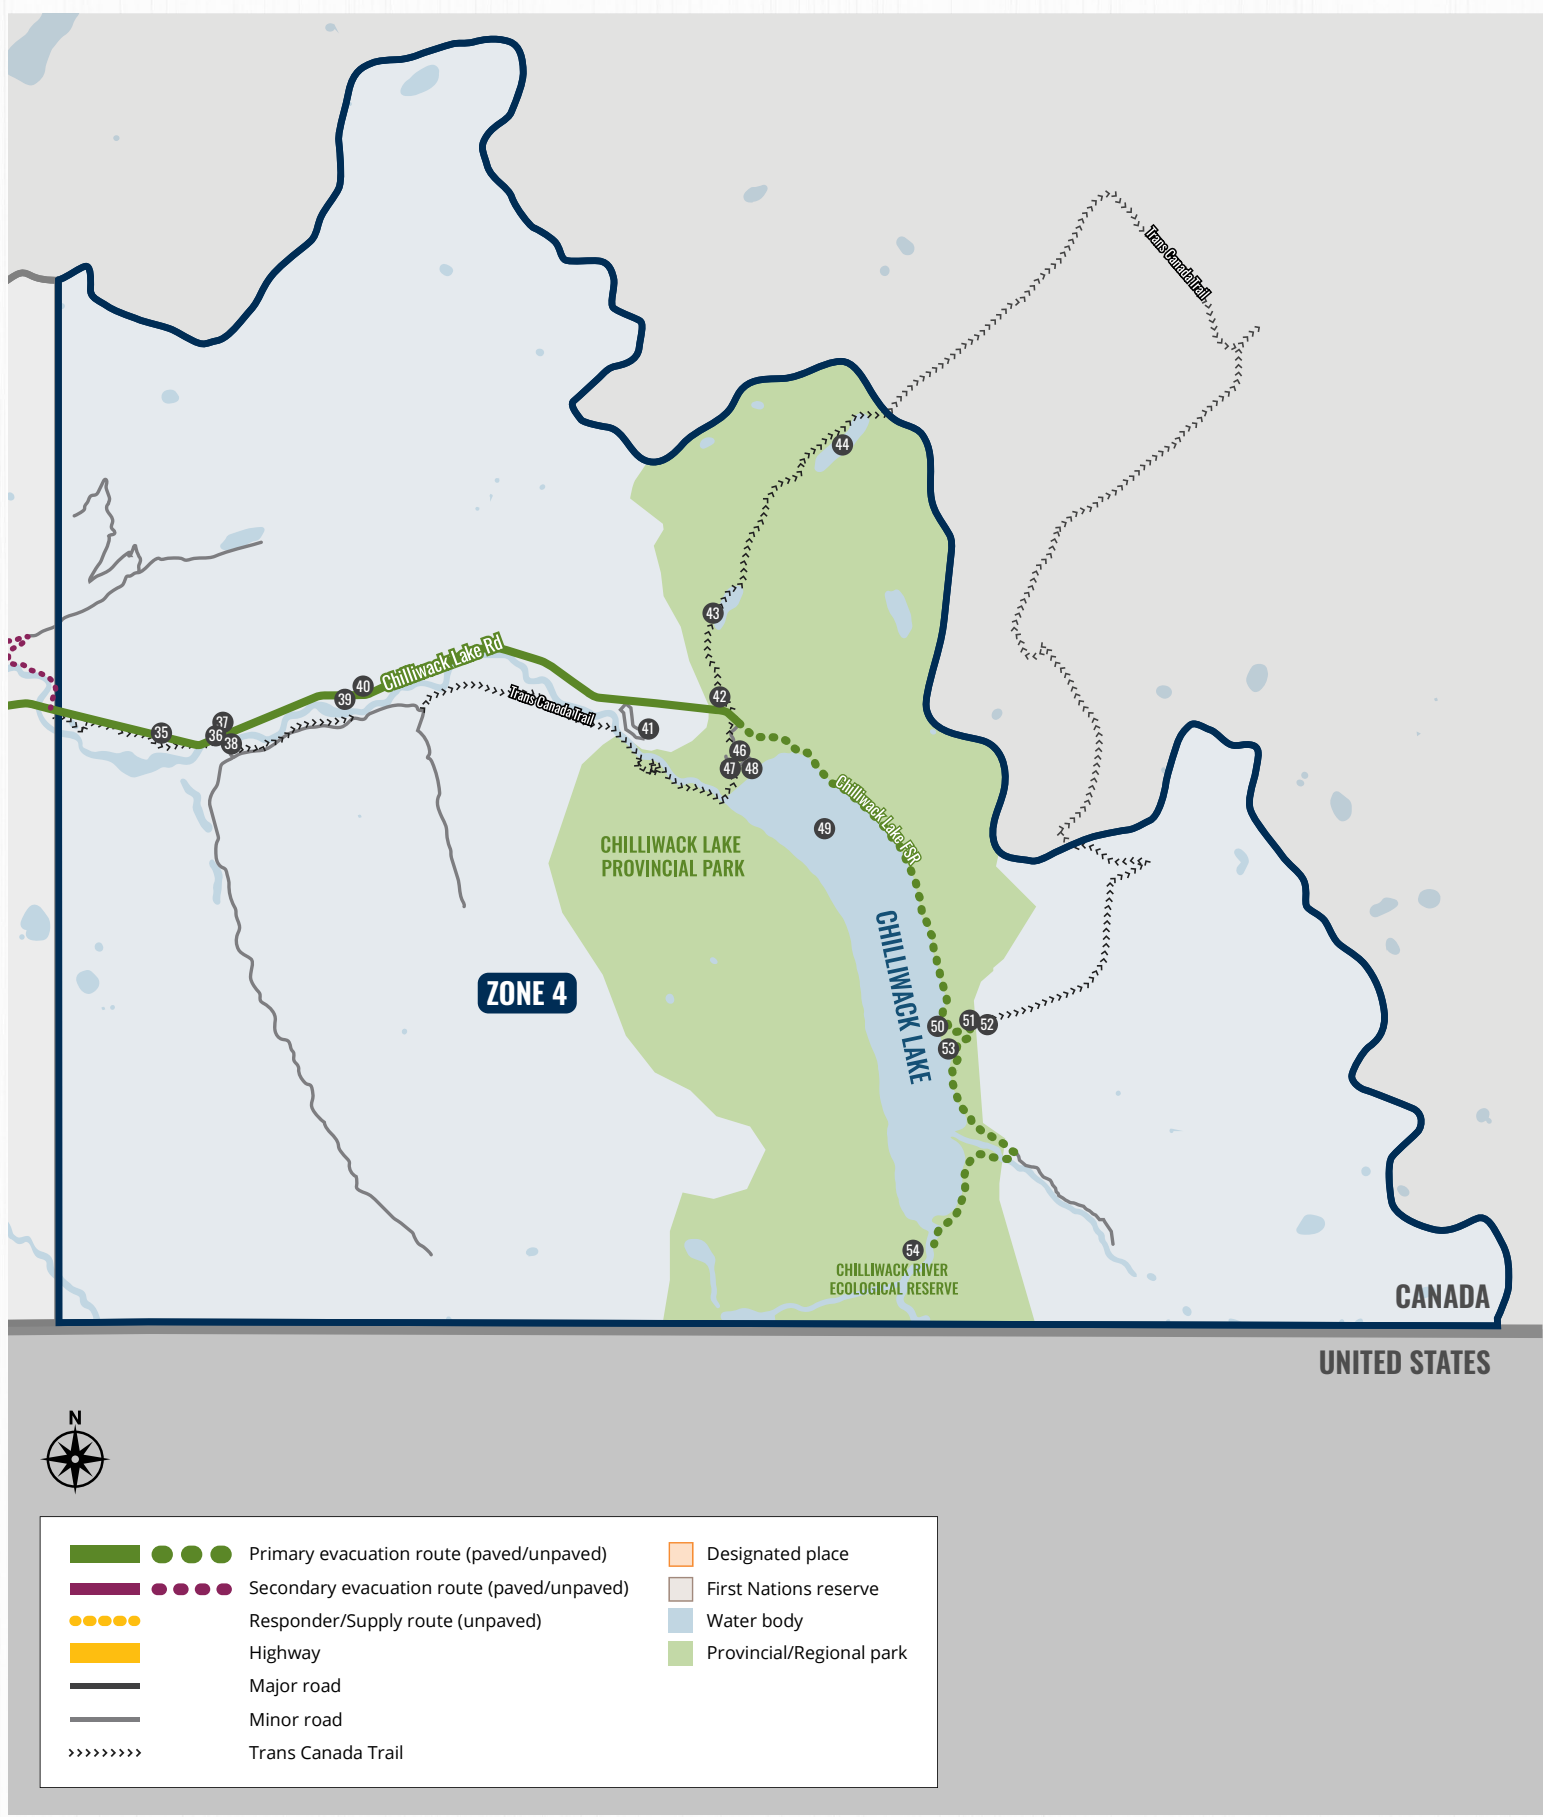 Trans Canada Trail
44
43
Chilliwack Lake Rd
40
39
42
Trans Canada Trail
37
35
36
38
41
46
47
48
Chilliwack Lake FSR
49
CHILLIWACK LAKE
PROVINCIAL PARK
CHILLIWACK LAKE
ZONE 4
51
50
52
53
54
CHILLIWACK RIVER
ECOLOGICAL RESERVE
CANADA
UNITED STATES
N
Primary evacuation route (paved/unpaved)
Secondary evacuation route (paved/unpaved)
Responder/Supply route (unpaved)
Highway
Major road
Minor road
Trans Canada Trail
Designated place
First Nations reserve
Water body
Provincial/Regional park